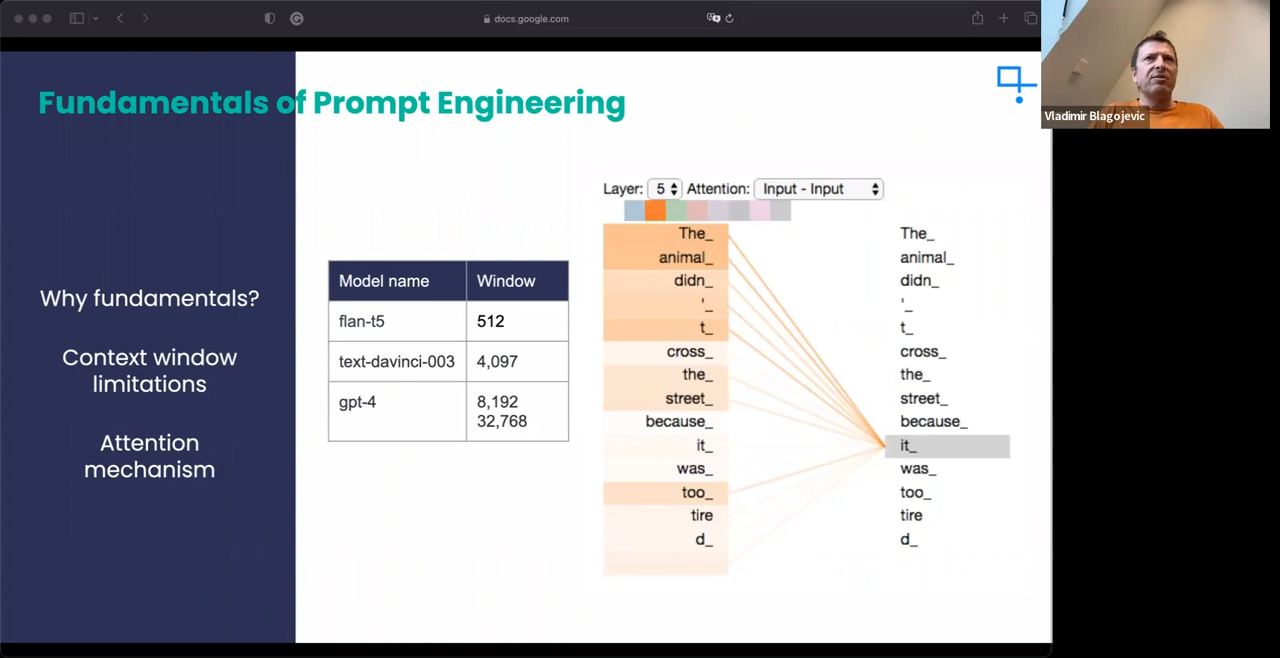 docs.google.com
Fundamentals of Prompt Engineering
Why fundamentals?
Context window
limitations
Attention
mechanism
Model name Window
flan-t5 512
text-davinci-003 4,097
gpt-4 8,192
32,768
Layer: 5 Attention: Input - Input
The_ The_
animal_ animal_
didn_ didn_
'_ '_
t_ t_
cross_ cross_
the_ the_
street_ street_
because_ because_
it_ it_
was_ was_
too_ too_
tire tire
d_ d_
Vladimir Blagojevic